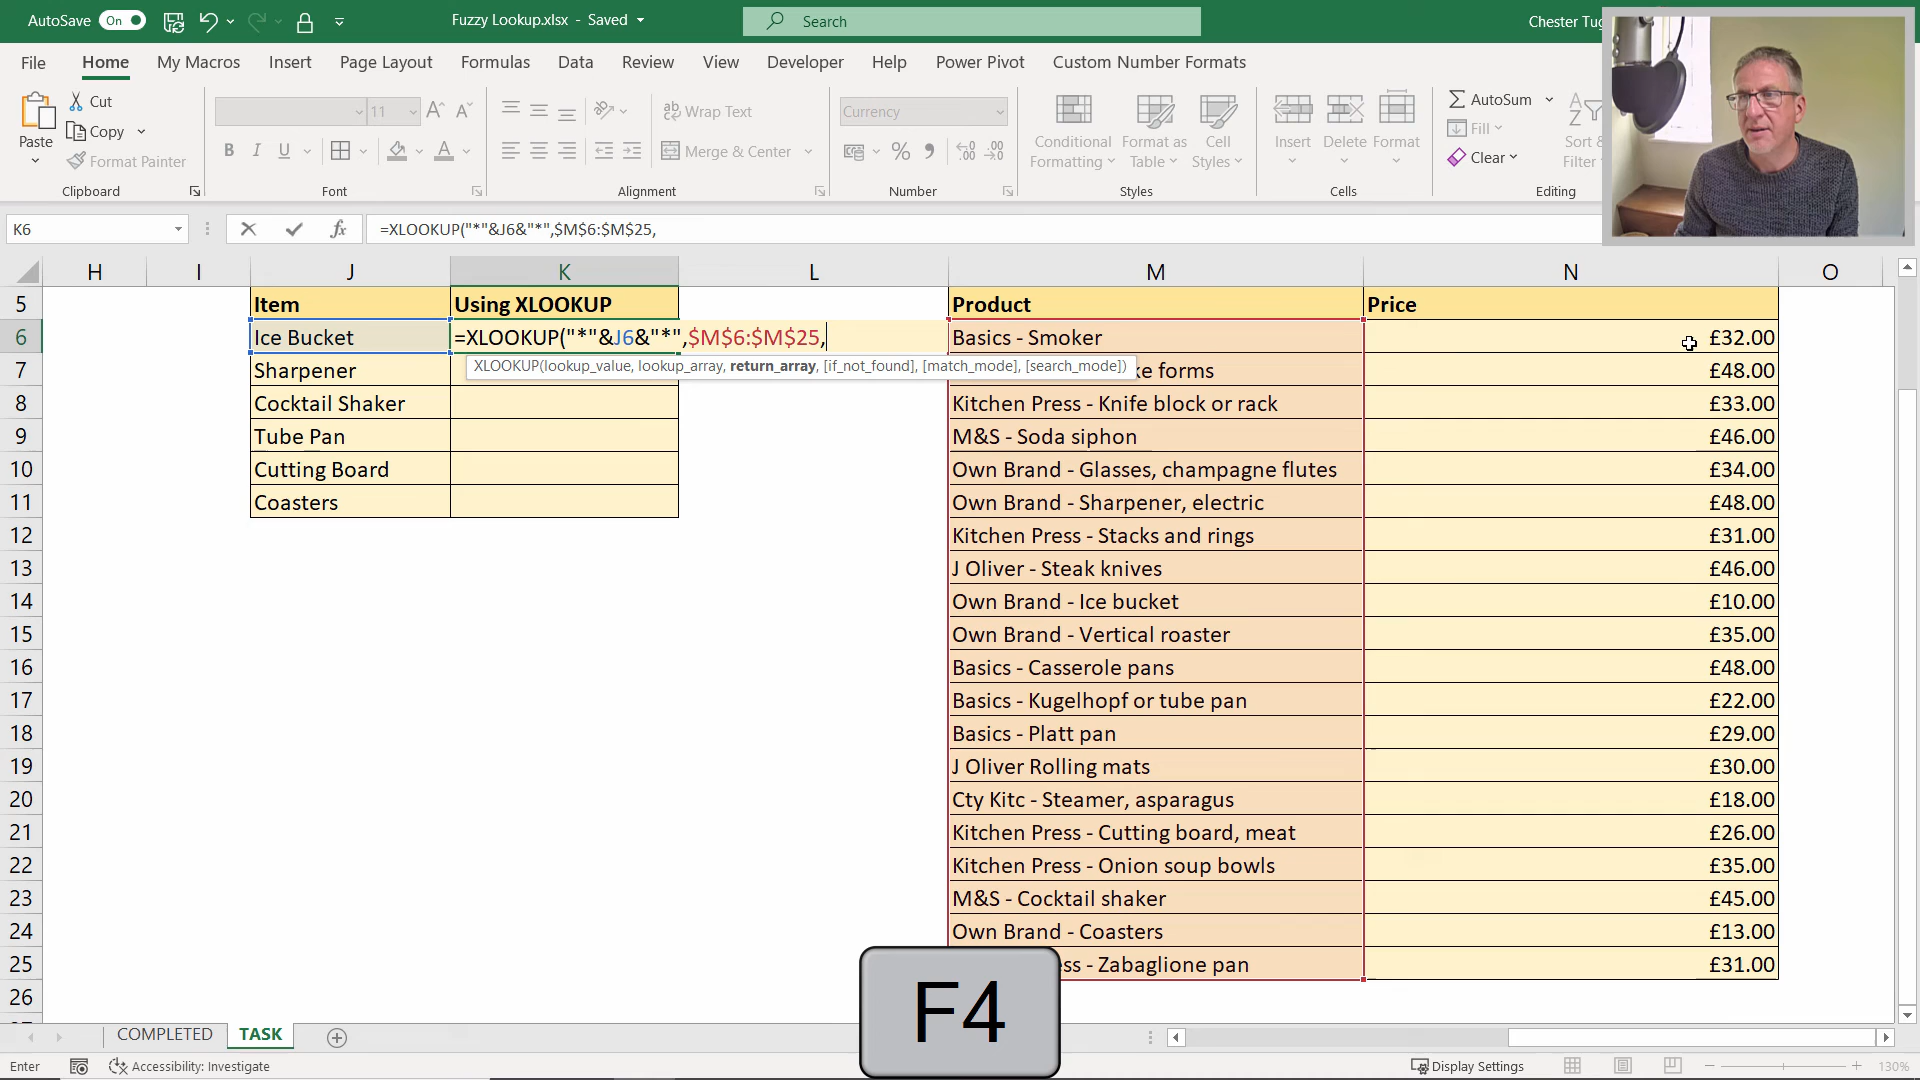 AutoSave On
Fuzzy Lookup.xlsx - Saved
Search
Chester Tug
File Home My Macros Insert Page Layout Formulas Data Review View Developer Help Power Pivot Custom Number Formats
Paste
Cut
Copy
Format Painter
Clipboard
11
B I U
Font
Wrap Text
Merge & Center
Alignment
Currency
Number
Conditional Formatting
Format as Table
Cell Styles
Styles
Insert
Delete
Format
Cells
AutoSum
Fill
Clear
Sort &
Filter
Editing
K6
=XLOOKUP("*"&J6&"*",$M$6:$M$25,
H I J K L M N O
5 Item Using XLOOKUP Product Price
6 Ice Bucket =XLOOKUP("*"&J6&"*",$M$6:$M$25, Basics - Smoker £32.00
XLOOKUP(lookup_value, lookup_array, return_array, [if_not_found], [match_mode], [search_mode])
7 Sharpener ke forms £48.00
8 Cocktail Shaker Kitchen Press - Knife block or rack £33.00
9 Tube Pan M&S - Soda siphon £46.00
10 Cutting Board Own Brand - Glasses, champagne flutes £34.00
11 Coasters Own Brand - Sharpener, electric £48.00
12 Kitchen Press - Stacks and rings £31.00
13 J Oliver - Steak knives £46.00
14 Own Brand - Ice bucket £10.00
15 Own Brand - Vertical roaster £35.00
16 Basics - Casserole pans £48.00
17 Basics - Kugelhopf or tube pan £22.00
18 Basics - Platt pan £29.00
19 J Oliver Rolling mats £30.00
20 Cty Kitc - Steamer, asparagus £18.00
21 Kitchen Press - Cutting board, meat £26.00
22 Kitchen Press - Onion soup bowls £35.00
23 M&S - Cocktail shaker £45.00
24 Own Brand - Coasters £13.00
25 ess - Zabaglione pan £31.00
26
F4
COMPLETED TASK
Enter
Accessibility: Investigate
Display Settings
130%